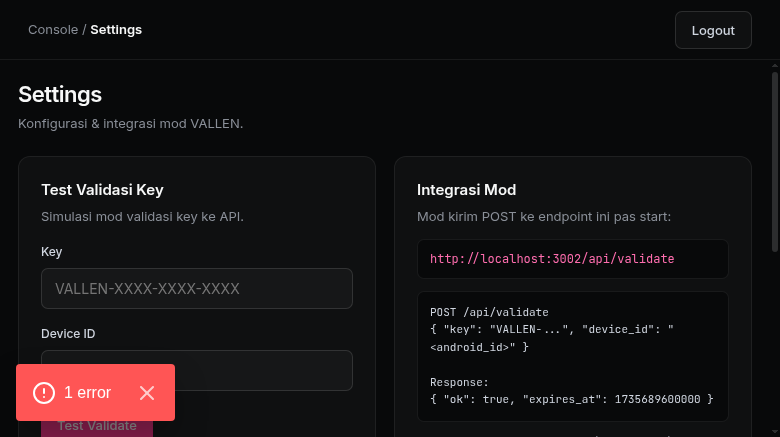 Console / Settings
Logout
Settings
Konfigurasi & integrasi mod VALLEN.
Test Validasi Key
Simulasi mod validasi key ke API.
Key
VALLEN-XXXX-XXXX-XXXX
Device ID
Test Validate
1 error
Integrasi Mod
Mod kirim POST ke endpoint ini pas start:
http://localhost:3002/api/validate
POST /api/validate
{ "key": "VALLEN-...", "device_id": "
<android_id>" }
Response:
{ "ok": true, "expires_at": 1735689600000 }